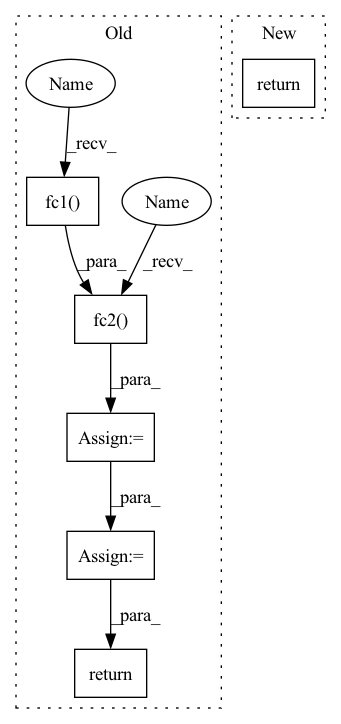 Old
New
Name
return
_recv_
fc1()
Name
_para_
_recv_
fc2()
_para_
Assign:=
_para_
Assign:=
_para_
return